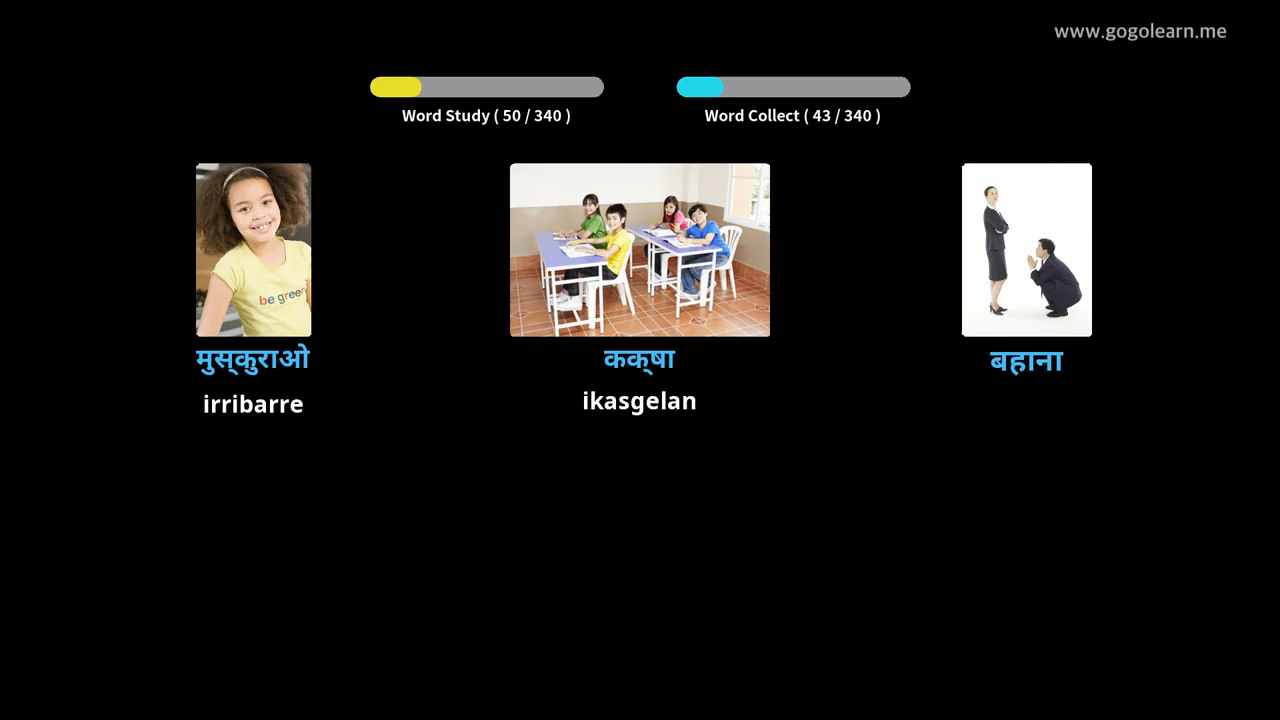 www.gogolearn.me
Word Study ( 50 / 340 )
Word Collect ( 43 / 340 )
be green
मुस्कुराओ
कक्षा
बहाना
irribarre
ikasgelan